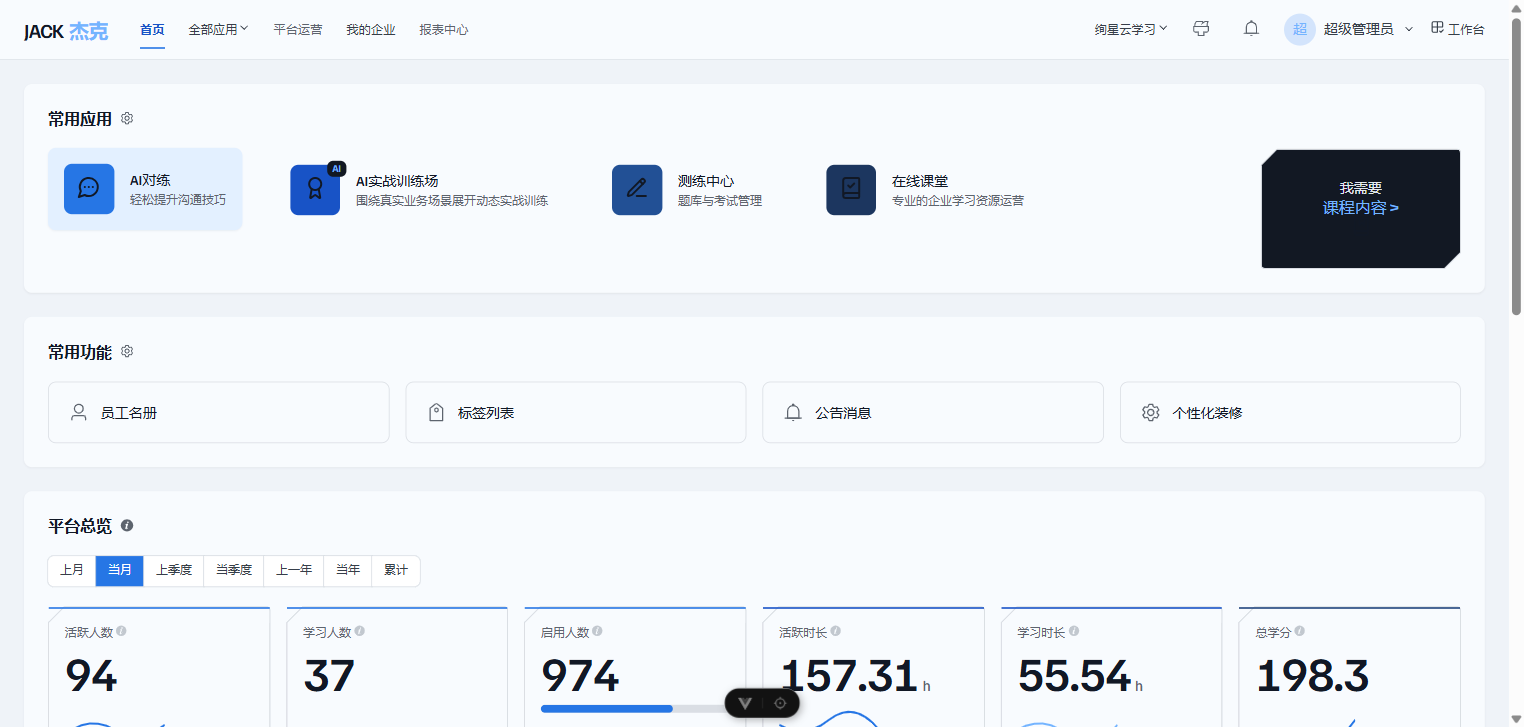 JACK 杰克
首页
全部应用
平台运营
我的企业
报表中心
绚星云学习
超
超级管理员
工作台
常用应用
AI对练
轻松提升沟通技巧
AI
AI实战训练场
围绕真实业务场景展开动态实战训练
测练中心
题库与考试管理
在线课堂
专业的企业学习资源运营
我需要
课程内容 >
常用功能
员工名册
标签列表
公告消息
个性化装修
平台总览
上月
当月
上季度
当季度
上一年
当年
累计
活跃人数
94
学习人数
37
启用人数
974
活跃时长
157.31 h
学习时长
55.54 h
总学分
198.3